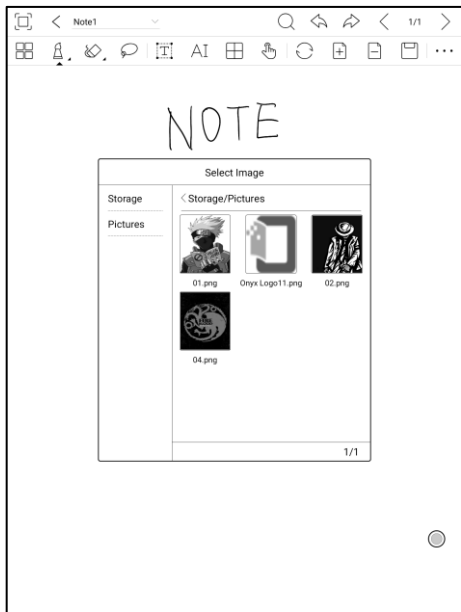 Note1 1/1
T AI
NOTE
Select Image
Storage
Pictures
Storage/Pictures
01.png Onyx Logo11.png 02.png
04.png
1/1